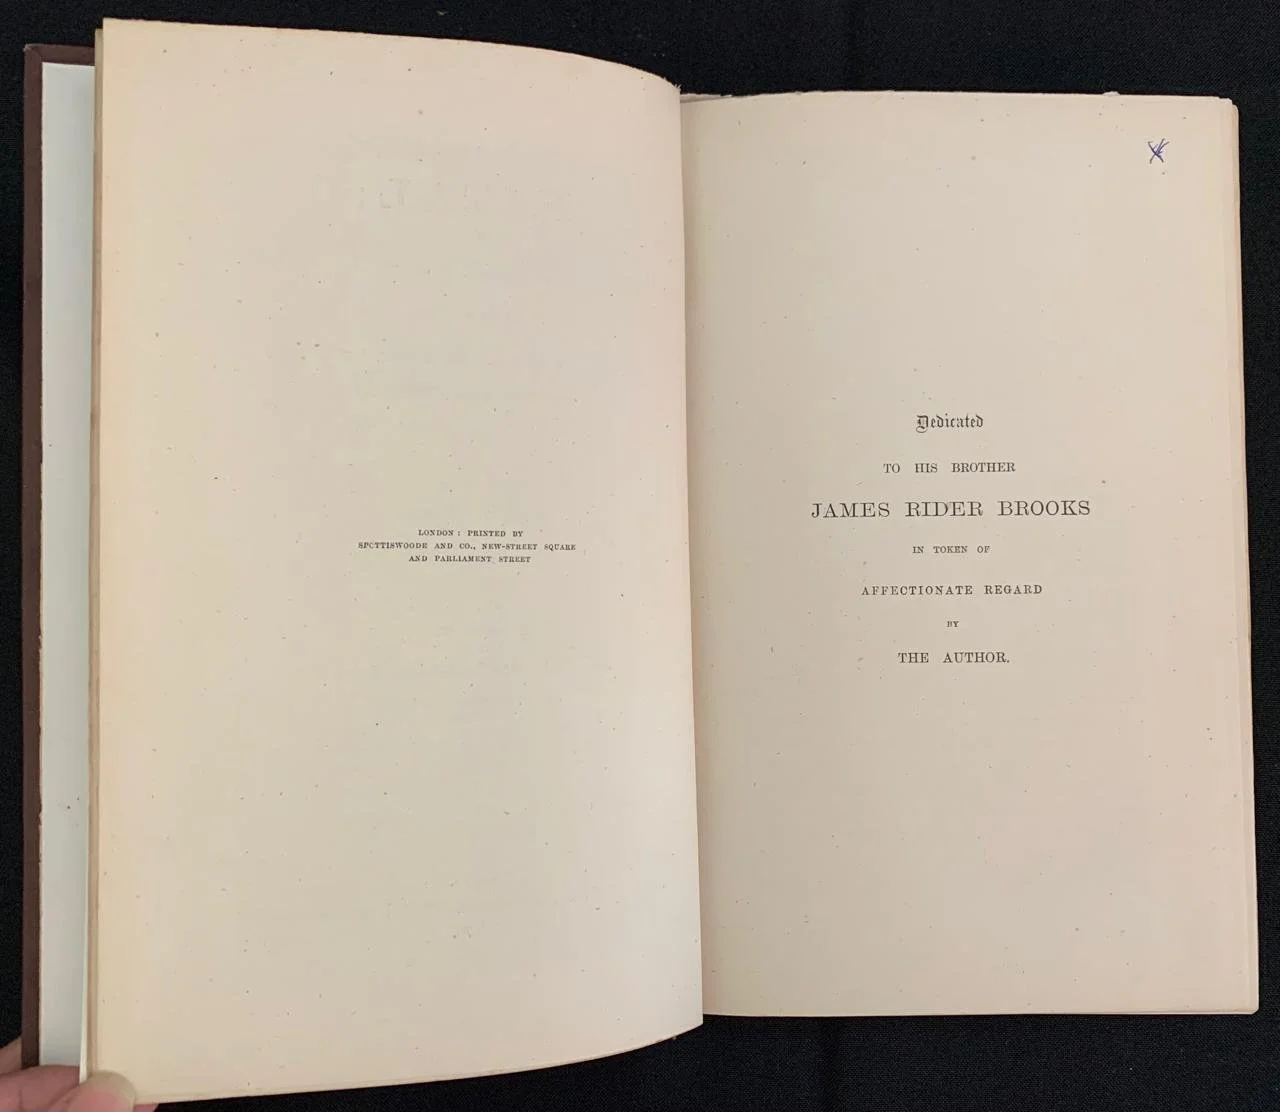 LONDON : PRINTED BY
SPOTTISWOODE AND CO., NEW-STREET SQUARE
AND PARLIAMENT STREET
Dedicated
TO HIS BROTHER
JAMES RIDER BROOKS
IN TOKEN OF
AFFECTIONATE REGARD
BY
THE AUTHOR.